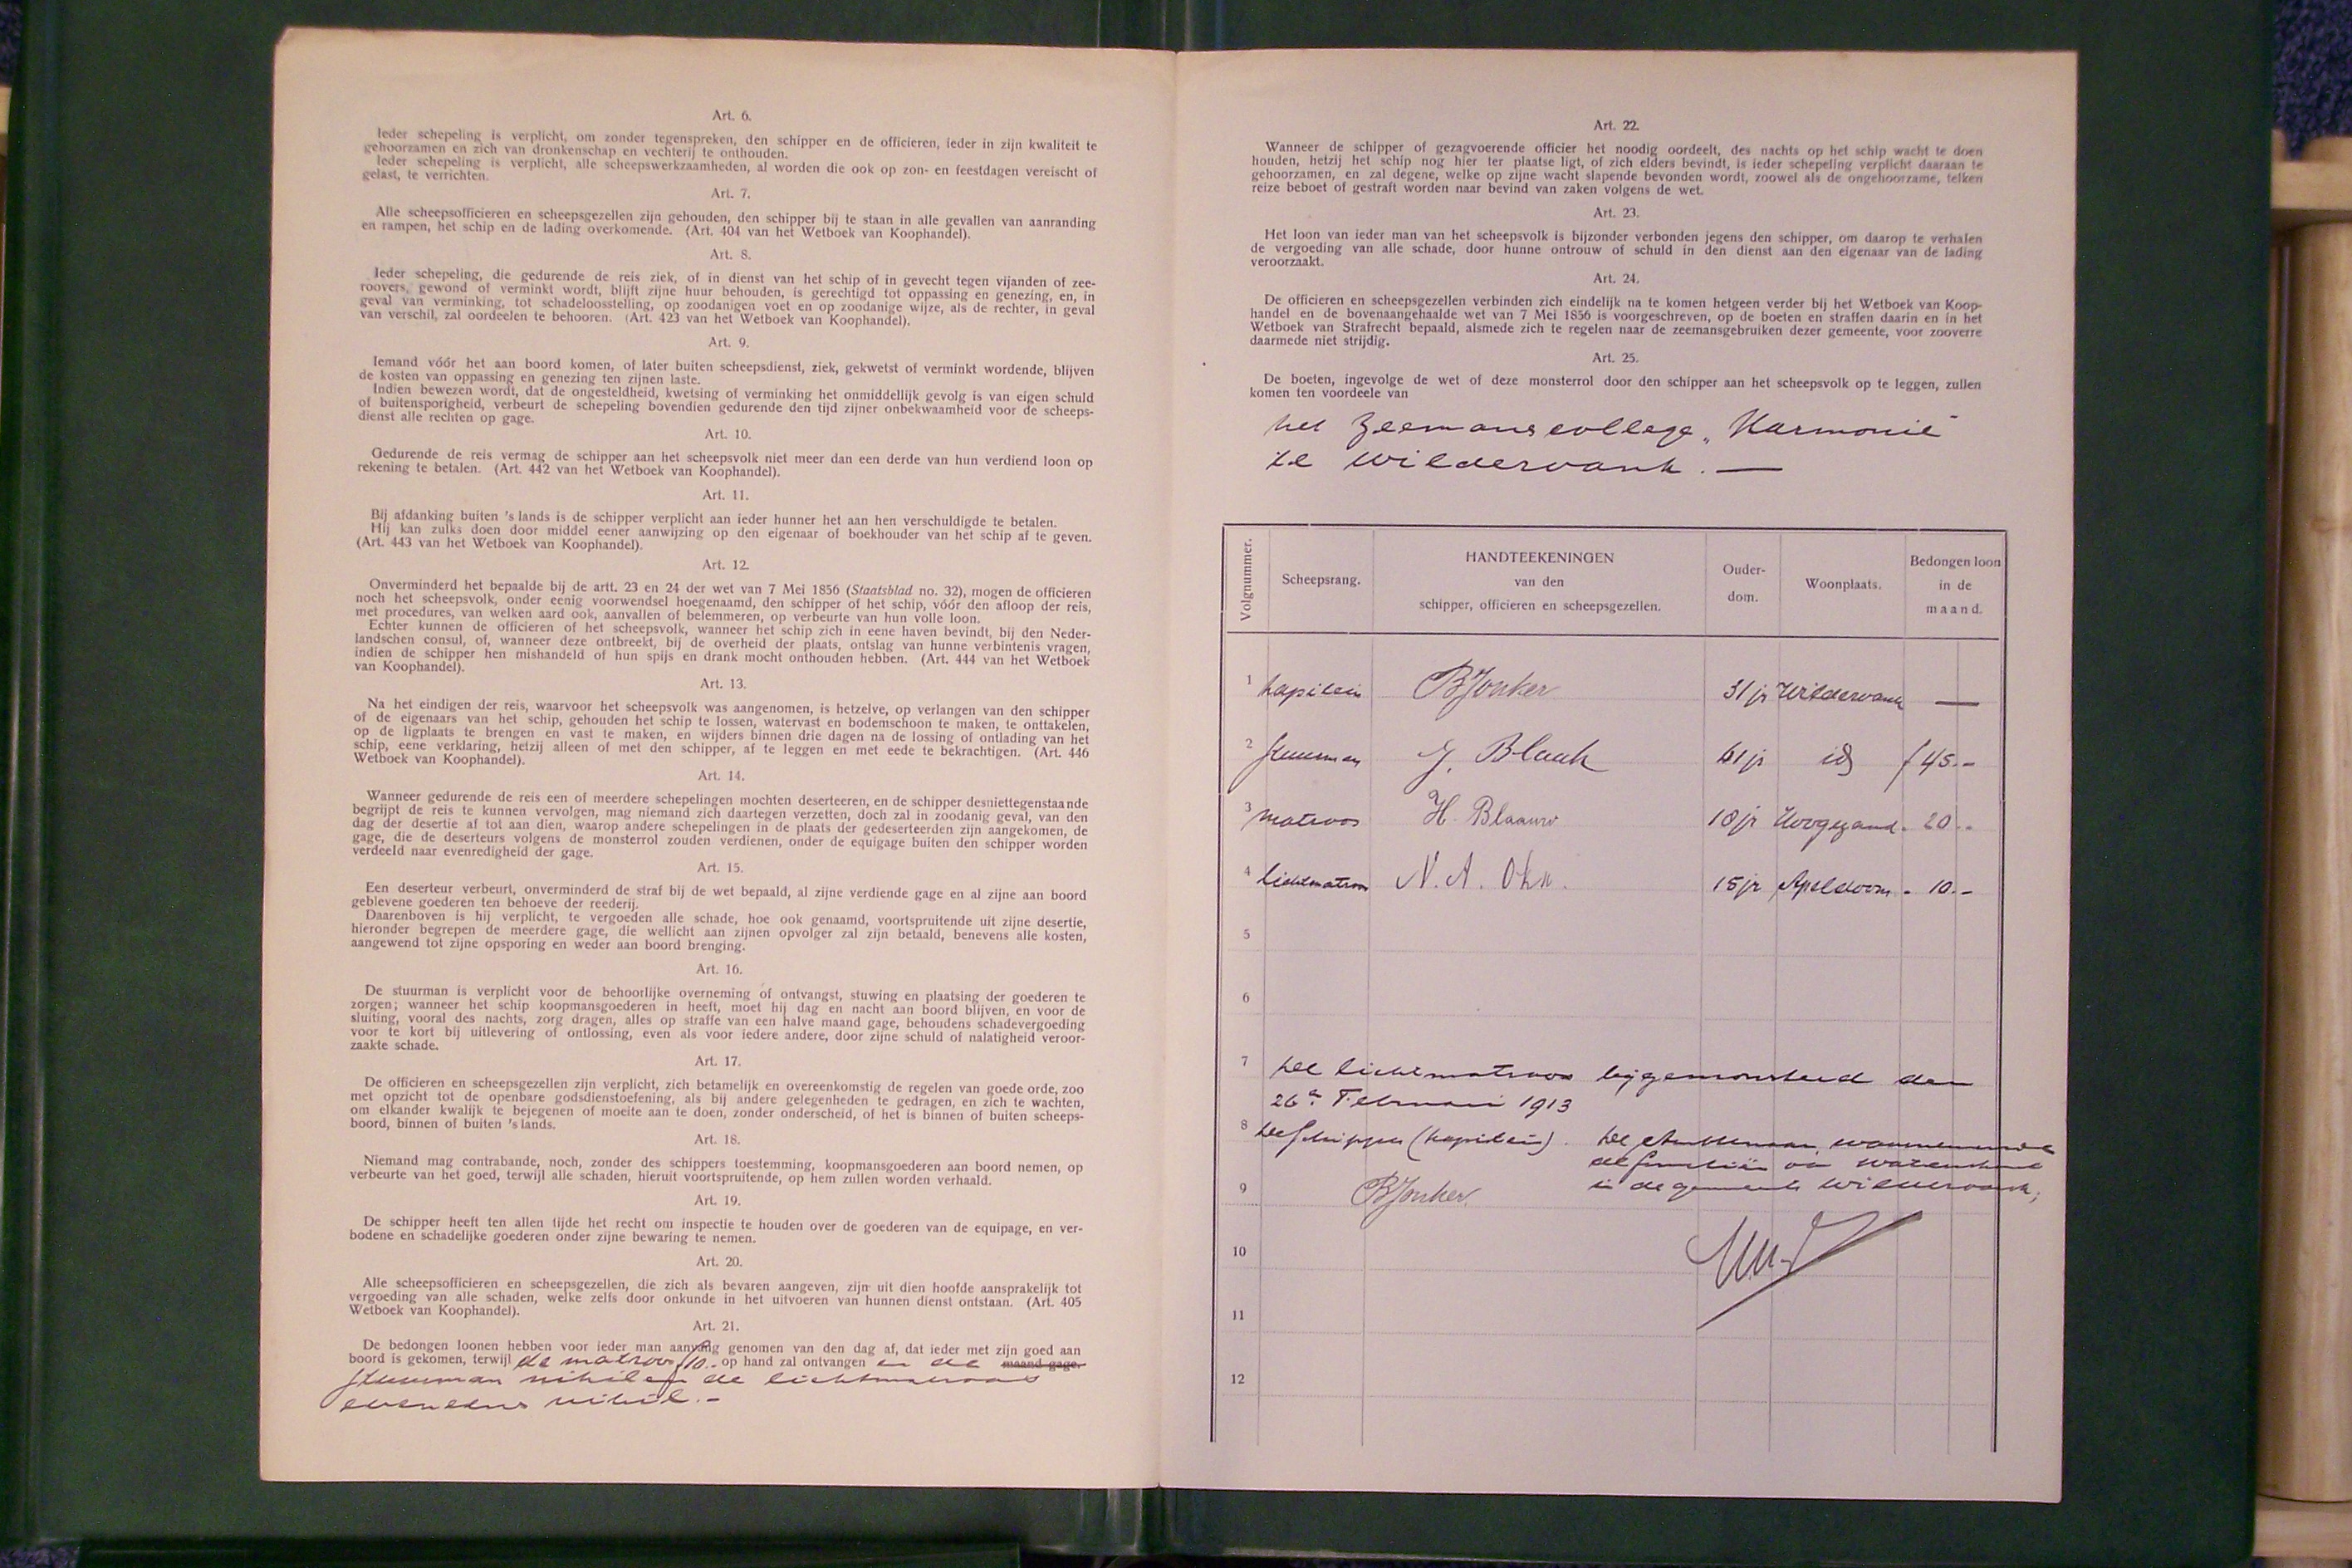 Art. 6.
Ieder schepeling is verplicht, om zonder tegenspreken, den schipper en de officieren, ieder in zijn kwaliteit te
gehoorzamen en zich van dronkenschap en vechterij te onthouden.
Ieder schepeling is verplicht, alle scheepswerkzaamheden, al worden die ook op zon- en feestdagen vereischt of
gelast, te verrichten.
Art. 7.
Alle scheepsofficieren en scheepsgezellen zijn gehouden, den schipper bij te staan in alle gevallen van aanranding
en rampen, het schip en de lading overkomende. (Art. 404 van het Wetboek van Koophandel).
Art. 8.
Ieder schepeling, die gedurende de reis ziek, of in dienst van het schip of in gevecht tegen vijanden of zee-
roovers, gewond of verminkt wordt, blijft zijne huur behouden, is gerechtigd tot oppassing en genezing, en, in
geval van verminking, tot schadeloosstelling, op zoodanigen voet en op zoodanige wijze, als de rechter, in geval
van verschil, zal oordeelen te behooren. (Art. 423 van het Wetboek van Koophandel).
Art. 9.
Iemand vóór het aan boord komen, of later buiten scheepsdienst, ziek, gekwetst of verminkt wordende, blijven
de kosten van oppassing en genezing ten zijnen laste.
Indien bewezen wordt, dat de ongesteldheid, kwetsing of verminking het onmiddellijk gevolg is van eigen schuld
of buitensporigheid, verbeurt de schepeling bovendien gedurende den tijd zijner onbekwaamheid voor de scheeps-
dienst alle rechten op gage.
Art. 10.
Gedurende de reis vermag de schipper aan het scheepsvolk niet meer dan een derde van hun verdiend loon op
rekening te betalen. (Art. 442 van het Wetboek van Koophandel).
Art. 11.
Bij afdanking buiten 's lands is de schipper verplicht aan ieder hunner het aan hen verschuldigde te betalen.
Hij kan zulks doen door middel eener aanwijzing op den eigenaar of boekhouder van het schip af te geven.
(Art. 443 van het Wetboek van Koophandel).
Art. 12.
Onverminderd het bepaalde bij de artt. 23 en 24 der wet van 7 Mei 1856 (Staatsblad no. 32), mogen de officieren
noch het scheepsvolk, onder eenig voorwendsel hoegenaamd, den schipper of het schip, vóór den afloop der reis,
met procedures, van welken aard ook, aanvallen of belemmeren, op verbeurte van hun volle loon.
Echter kunnen de officieren of het scheepsvolk, wanneer het schip zich in eene haven bevindt, bij den Neder-
landschen consul, of, wanneer deze ontbreekt, bij de overheid der plaats, ontslag van hunne verbintenis vragen,
indien de schipper hen mishandeld of hun spijs en drank mocht onthouden hebben. (Art. 444 van het Wetboek
van Koophandel).
Art. 13.
Na het eindigen der reis, waarvoor het scheepsvolk was aangenomen, is hetzelve, op verlangen van den schipper
of de eigenaars van het schip, gehouden het schip te lossen, watervast en bodemschoon te maken, te onttakelen,
op de ligplaats te brengen en vast te maken, en wijders binnen drie dagen na de lossing of ontlading van het
schip, eene verklaring, hetzij alleen of met den schipper, af te leggen en met eede te bekrachtigen. (Art. 446
Wetboek van Koophandel).
Art. 14.
Wanneer gedurende de reis een of meerdere schepelingen mochten deserteeren, en de schipper desniettegenstaande
begrijpt de reis te kunnen vervolgen, mag niemand zich daartegen verzetten, doch zal in zoodanig geval, van den
dag der desertie af tot aan dien, waarop andere schepelingen in de plaats der gedeserteerden zijn aangekomen, de
gage, die de deserteurs volgens de monsterrol zouden verdienen, onder de equipage buiten den schipper worden
verdeeld naar evenredigheid der gage.
Art. 15.
Een deserteur verbeurt, onverminderd de straf bij de wet bepaald, al zijne verdiende gage en al zijne aan boord
geblevene goederen ten behoeve der reederij.
Daarenboven is hij verplicht, te vergoeden alle schade, hoe ook genaamd, voortspruitende uit zijne desertie,
hieronder begrepen de meerdere gage, die wellicht aan zijnen opvolger zal zijn betaald, benevens alle kosten,
aangewend tot zijne opsporing en weder aan boord brenging.
Art. 16.
De stuurman is verplicht voor de behoorlijke overneming of ontvangst, stuwing en plaatsing der goederen te
zorgen; wanneer het schip koopmansgoederen in heeft, moet hij dag en nacht aan boord blijven, en voor de
sluiting, vooral des nachts, zorg dragen, alles op straffe van een halve maand gage, behoudens schadevergoeding
voor te kort bij uitlevering of ontlossing, even als voor iedere andere, door zijne schuld of nalatigheid veroor-
zaakte schade.
Art. 17.
De officieren en scheepsgezellen zijn verplicht, zich betamelijk en overeenkomstig de regelen van goede orde, zoo
met opzicht tot de openbare godsdienstoefening, als bij andere gelegenheden te gedragen, en zich te wachten,
om elkander kwalijk te bejegenen of moeite aan te doen, zonder onderscheid, of het is binnen of buiten scheeps-
boord, binnen of buiten 's lands.
Art. 18.
Niemand mag contrabande, noch, zonder des schippers toestemming, koopmansgoederen aan boord nemen, op
verbeurte van het goed, terwijl alle schaden, hieruit voortspruitende, op hem zullen worden verhaald.
Art. 19.
De schipper heeft ten allen tijde het recht om inspectie te houden over de goederen van de equipage, en ver-
bodene en schadelijke goederen onder zijne bewaring te nemen.
Art. 20.
Alle scheepsofficieren en scheepsgezellen, die zich als bevaren aangeven, zijn uit dien hoofde aansprakelijk tot
vergoeding van alle schaden, welke zelfs door onkunde in het uitvoeren van hunnen dienst ontstaan. (Art. 405
Wetboek van Koophandel).
Art. 21.
De bedongen loonen hebben voor ieder man aanvang genomen van den dag af, dat ieder met zijn goed aan
boord is gekomen, terwijl de matroos f 10.- op hand zal ontvangen en de maand gage.
stuurman nihil en de lichtmatroos
eveneens nihil.-
Art. 22.
Wanneer de schipper of gezagvoerende officier het noodig oordeelt, des nachts op het schip wacht te doen
houden, hetzij het schip nog hier ter plaatse ligt, of zich elders bevindt, is ieder schepeling verplicht daaraan te
gehoorzamen, en zal degene, welke op zijne wacht slapende bevonden wordt, zoowel als de ongehoorzame, telken
reize beboet of gestraft worden naar bevind van zaken volgens de wet.
Art. 23.
Het loon van ieder man van het scheepsvolk is bijzonder verbonden jegens den schipper, om daarop te verhalen
de vergoeding van alle schade, door hunne ontrouw of schuld in den dienst aan den eigenaar van de lading
veroorzaakt.
Art. 24.
De officieren en scheepsgezellen verbinden zich eindelijk na te komen hetgeen verder bij het Wetboek van Koop-
handel en de bovenaangehaalde wet van 7 Mei 1856 is voorgeschreven, op de boeten en straffen daarin en in het
Wetboek van Strafrecht bepaald, alsmede zich te regelen naar de zeemansgebruiken dezer gemeente, voor zooverre
daarmede niet strijdig.
Art. 25.
De boeten, ingevolge de wet of deze monsterrol door den schipper aan het scheepsvolk op te leggen, zullen
komen ten voordeele van
het Zeemanscollege "Harmonie"
te Wildervank. —
Volgnummer. Scheepsrang. HANDTEEKENINGEN van den schipper, officieren en scheepsgezellen. Ouder- dom. Woonplaats. Bedongen loon in de maand.
1 kapitein BJonker 31 jr Wildervank —
2 stuurman J. Blauk 61 jr id f 45.-
3 matroos H. Blaauw 18 jr Hoogezand - 20.-
4 lichtmatroos N. A. 15 jr Apeldoorn - 10.-
5
6
7 De lichtmatroos bijgemonsterd den
26n Februari 1913
8 De Schipper (kapitein). De Ambtenaar, waarnemende
de functiën van Waterschout
9 BJonker. in de gemeente Wildervank,
10
11
12